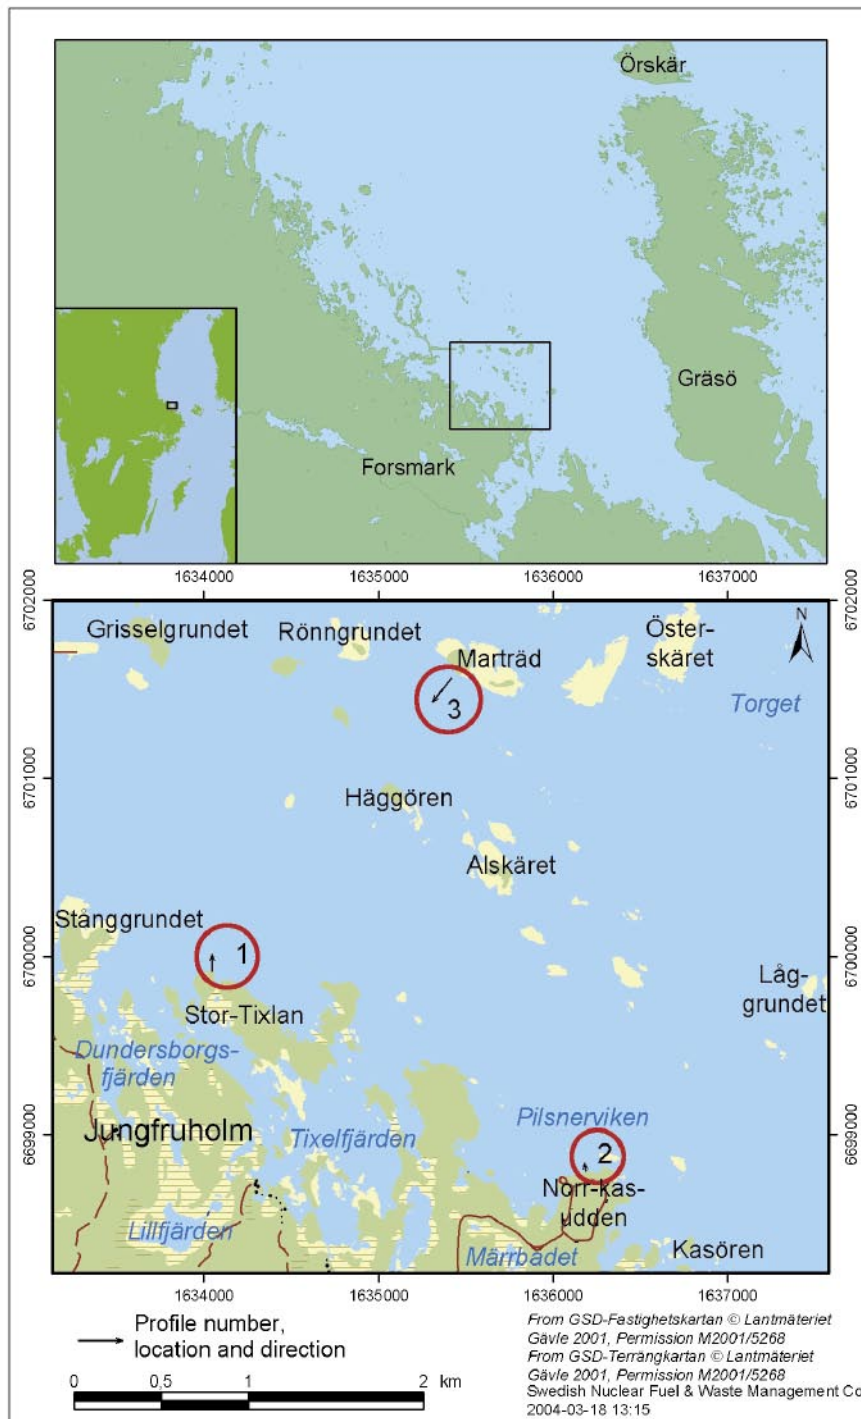 Örskär
Gräsö
Forsmark
1634000 1635000 1636000 1637000
6702000
6702000
Grisselgrundet
Rönngrundet
Marträd
Öster-
skäret
N
3
Torget
6701000
6701000
Häggören
Alskäret
Stånggrundet
1
6700000
6700000
Låg-
grundet
Stor-Tixlan
Dundersborgs-
fjärden
Jungfruholm
Tixelfjärden
Pilsnerviken
6699000
6699000
2
Norr-kas-
udden
Lillfjärden
Märrbadet
Kasören
1634000 1635000 1636000 1637000
Profile number,
location and direction
0 0,5 1 2 km
From GSD-Fastighetskartan © Lantmäteriet
Gävle 2001, Permission M2001/5268
From GSD-Terrängkartan © Lantmäteriet
Gävle 2001, Permission M2001/5268
Swedish Nuclear Fuel & Waste Management Co
2004-03-18 13:15